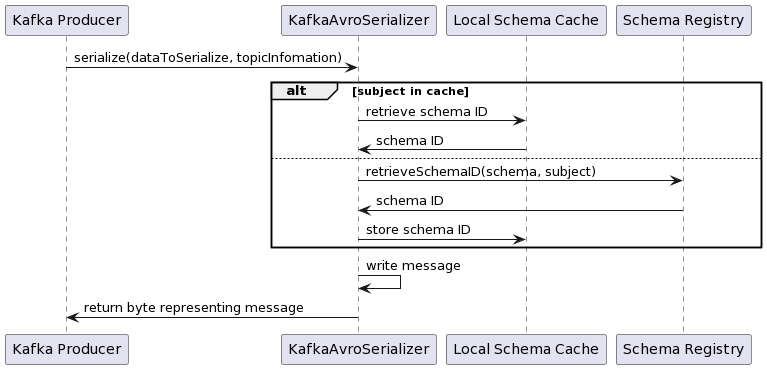 Kafka Producer
KafkaAvroSerializer
Local Schema Cache
Schema Registry
serialize(dataToSerialize, topicInfomation)
alt
[subject in cache]
retrieve schema ID
schema ID
retrieveSchemaID(schema, subject)
schema ID
store schema ID
write message
return byte representing message
Kafka Producer
KafkaAvroSerializer
Local Schema Cache
Schema Registry